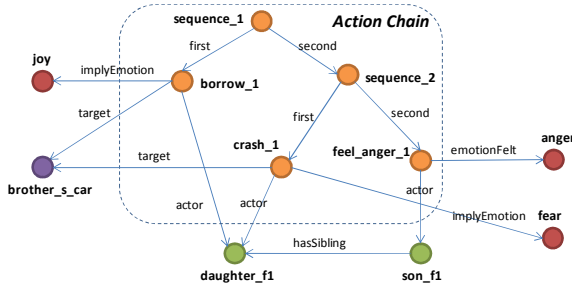 sequence_1
Action Chain
first
second
joy
implyEmotion
borrow_1
sequence_2
target
first
second
crash_1
feel_anger_1
anger
emotionFelt
target
brother_s_car
actor
actor
actor
implyEmotion
fear
hasSibling
daughter_f1
son_f1